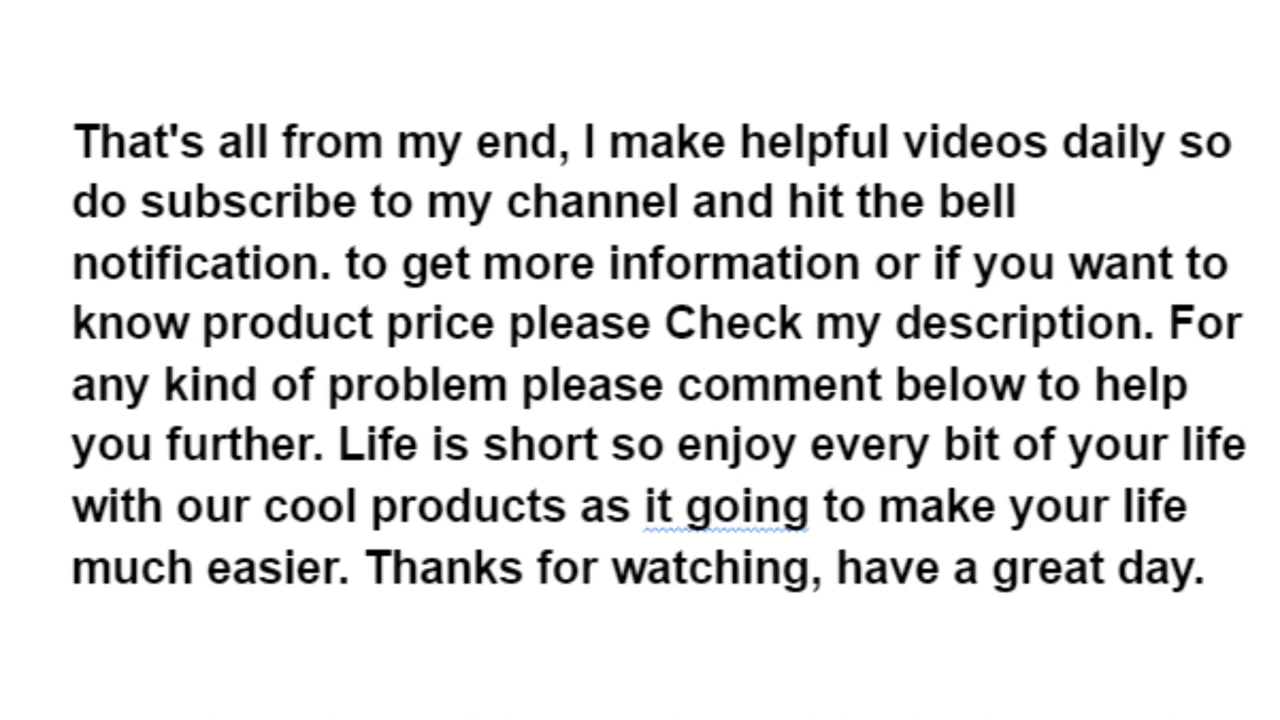 That's all from my end, I make helpful videos daily so
do subscribe to my channel and hit the bell
notification. to get more information or if you want to
know product price please Check my description. For
any kind of problem please comment below to help
you further. Life is short so enjoy every bit of your life
with our cool products as it going to make your life
much easier. Thanks for watching, have a great day.